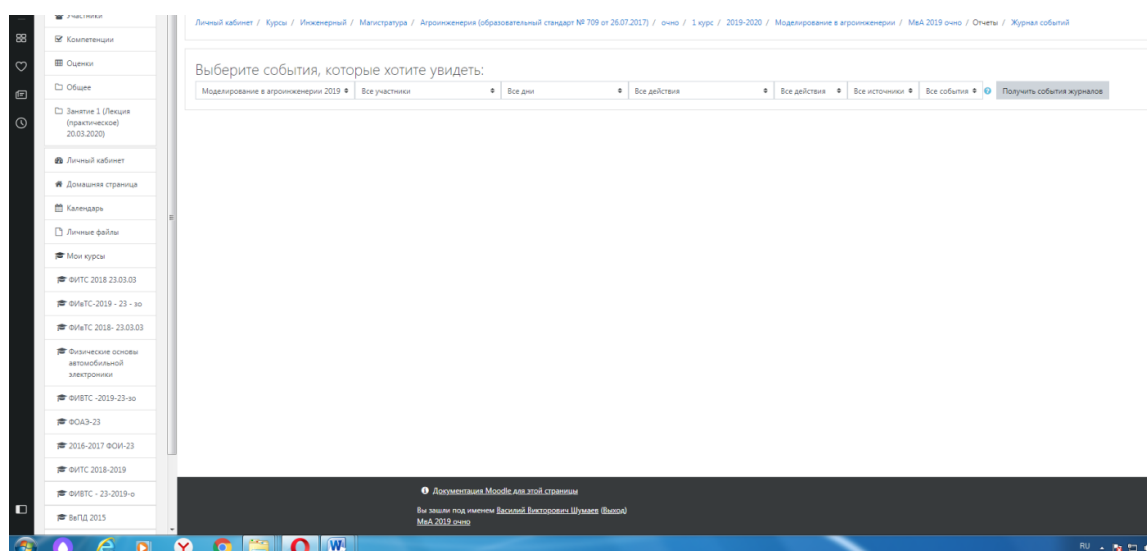 Участники
Личный кабинет / Курсы / Инженерный / Магистратура / Агроинженерия (образовательный стандарт № 709 от 26.07.2017) / очно / 1 курс / 2019-2020 / Моделирование в агроинженерии / МвА 2019 очно / Отчеты / Журнал событий
Компетенции
Оценки
Общее
Занятие 1 (Лекция
(практическое)
20.03.2020)
Личный кабинет
Домашняя страница
Календарь
Личные файлы
Мои курсы
ФИТС 2018 23.03.03
ФИвТС-2019 - 23 - зо
ФИвТС 2018- 23.03.03
Физические основы
автомобильной
электроники
ФИВТС -2019-23-зо
ФОАЭ-23
2016-2017 ФОИ-23
ФИТС 2018-2019
ФИВТС - 23-2019-о
ВвПД 2015
Выберите события, которые хотите увидеть:
Моделирование в агроинженерии 2019 Все участники Все дни Все действия Все действия Все источники Все события Получить события журналов
Документация Moodle для этой страницы
Вы зашли под именем Василий Викторович Шумаев (Выход)
МвА 2019 очно
RU